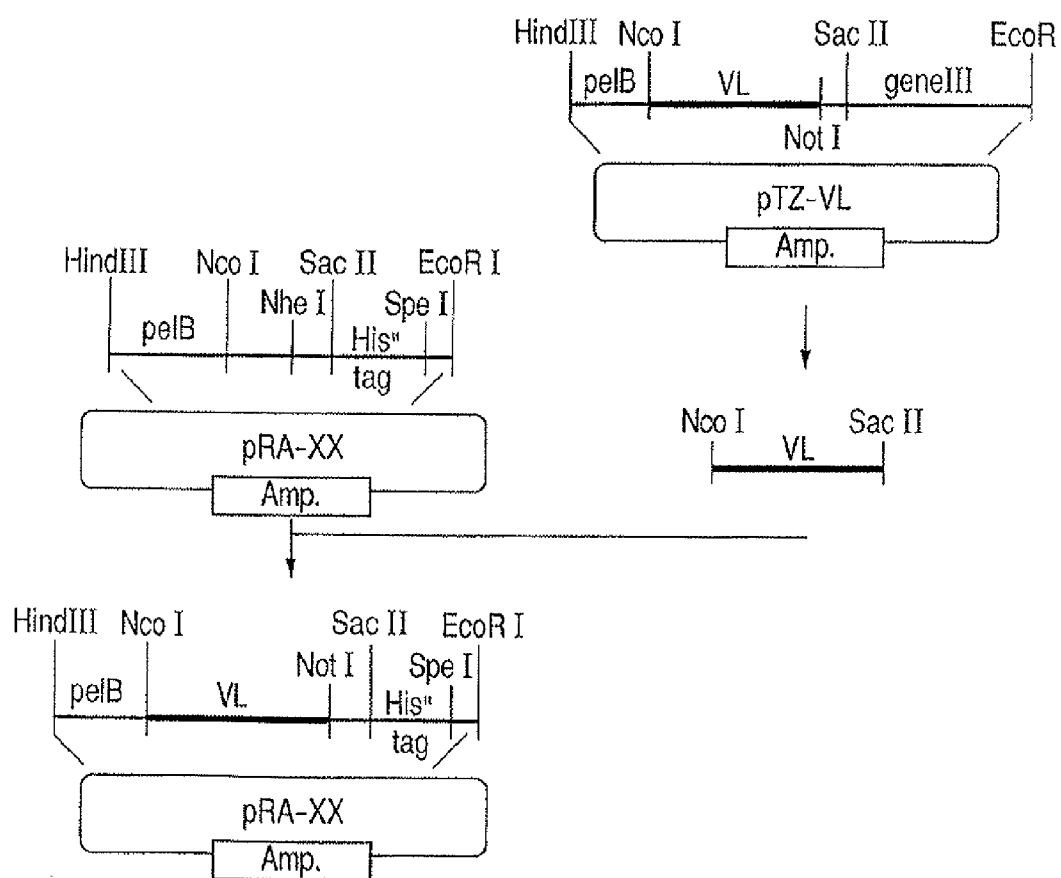 HindIII Nco I Sac II EcoR
pelB VL geneIII
Not I
pTZ-VL
Amp.
HindIII Nco I Sac II EcoR I
Nhe I Spe I
pelB His"
tag
pRA-XX
Amp.
Nco I Sac II
VL
HindIII Nco I Sac II EcoR I
Not I Spe I
pelB VL His"
tag
pRA-XX
Amp.